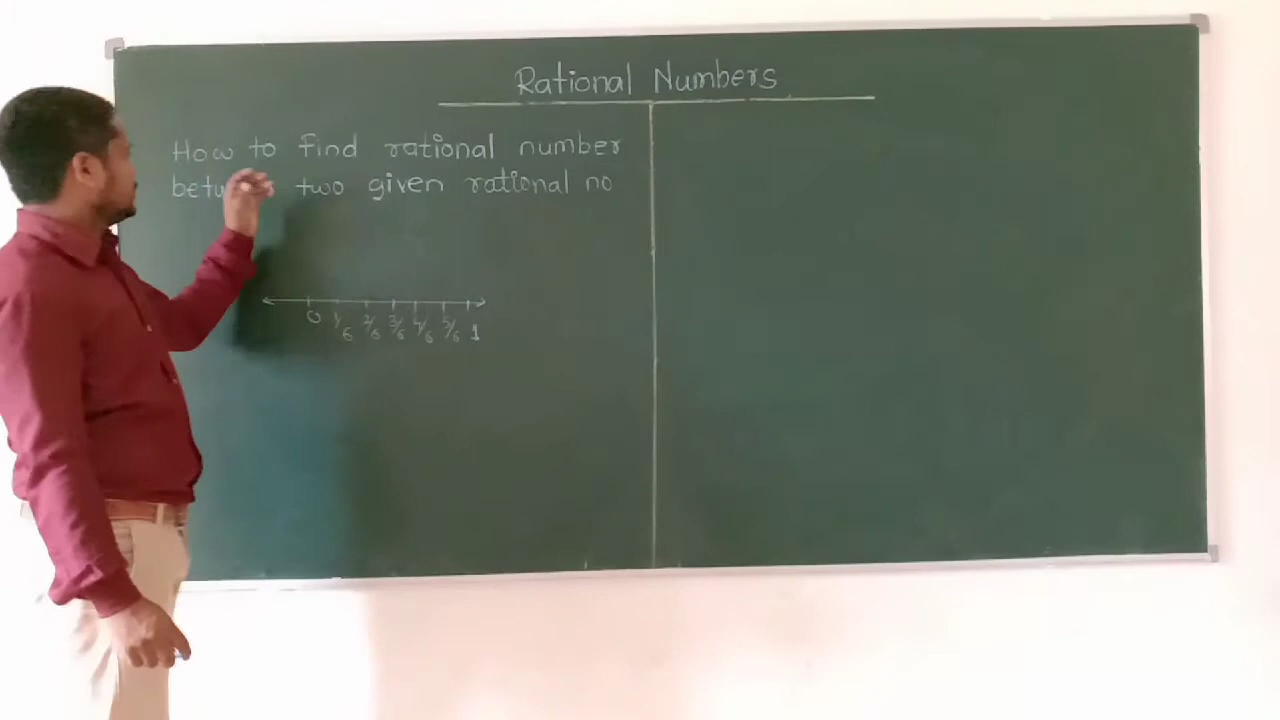 Rational Numbers
How to find rational number
two given rational no
0 1/6 2/6 3/6 4/6 5/6 1